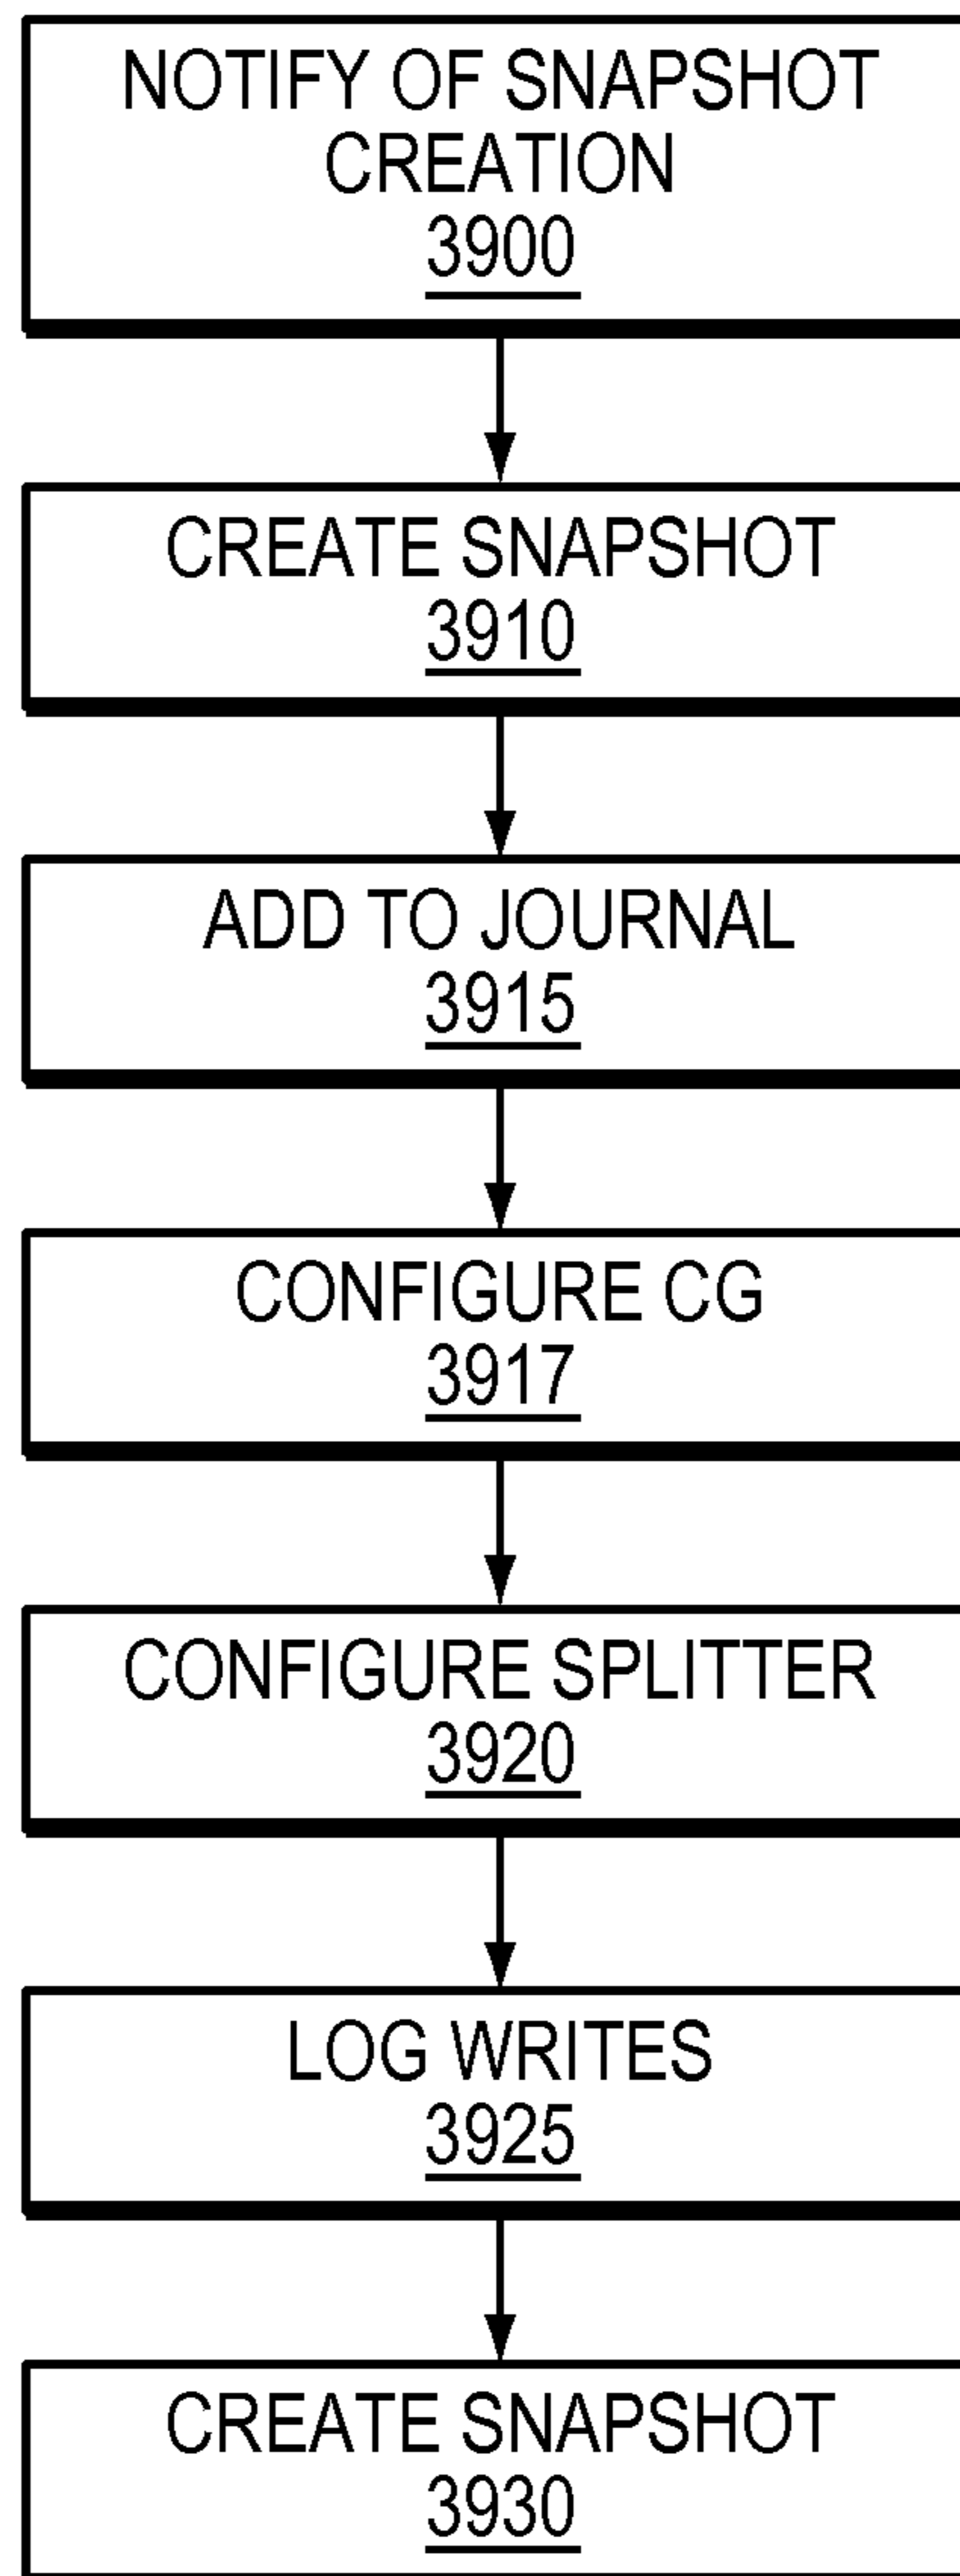 NOTIFY OF SNAPSHOT
CREATION
3900
CREATE SNAPSHOT
3910
ADD TO JOURNAL
3915
CONFIGURE CG
3917
CONFIGURE SPLITTER
3920
LOG WRITES
3925
CREATE SNAPSHOT
3930